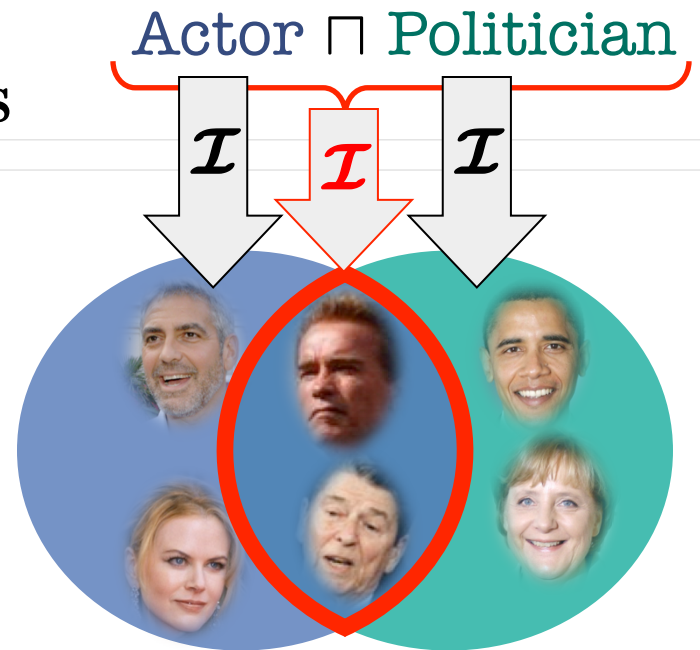 Actor ⊓ Politician
s
𝓘 𝓘 𝓘